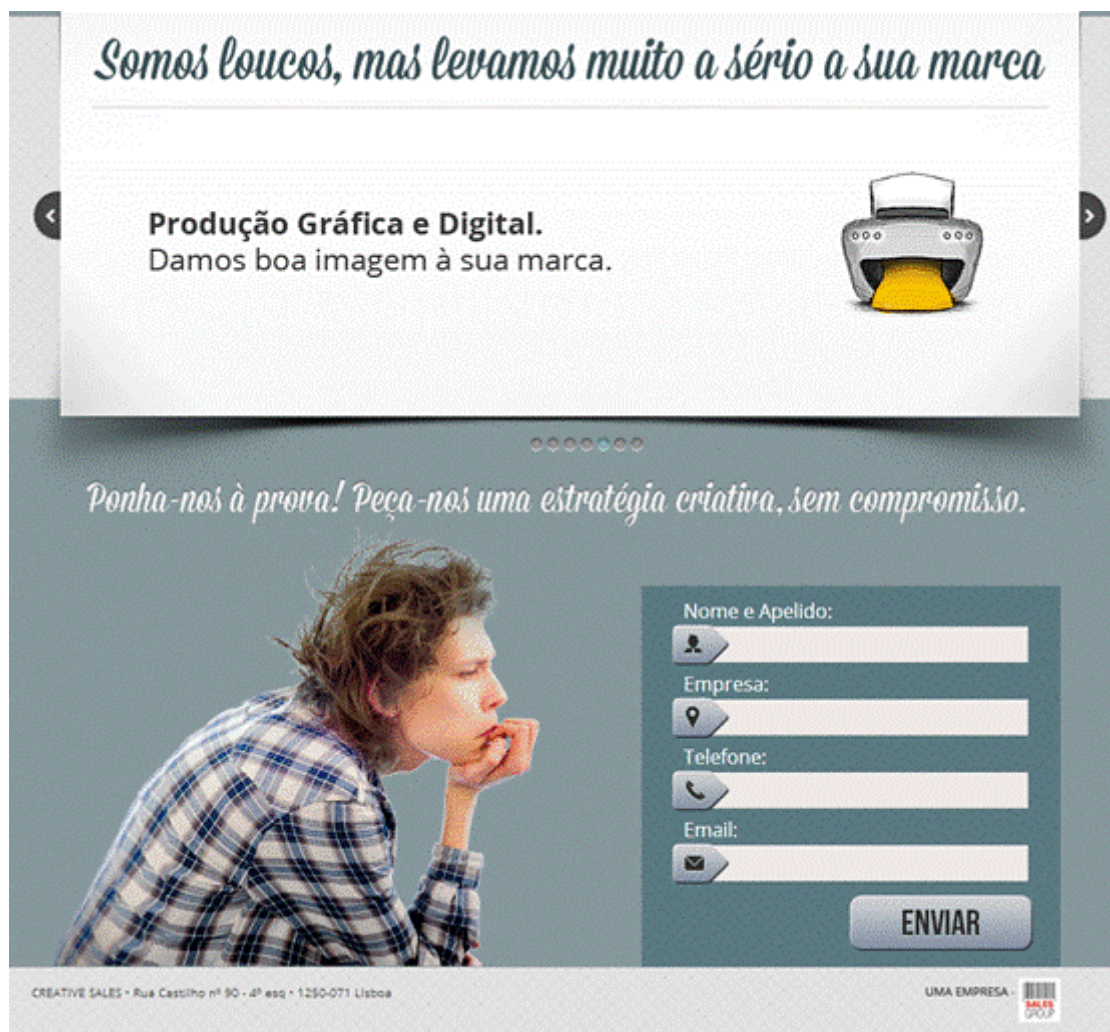 Somos loucos, mas levamos muito a sério a sua marca
Produção Gráfica e Digital.
Damos boa imagem à sua marca.
Ponha-nos à prova! Peça-nos uma estratégia criativa, sem compromisso.
Nome e Apelido:
Empresa:
Telefone:
Email:
ENVIAR
CREATIVE SALES • Rua Castilho nº 90 - 4º esq • 1250-071 Lisboa
UMA EMPRESA -
SALES
GROUP